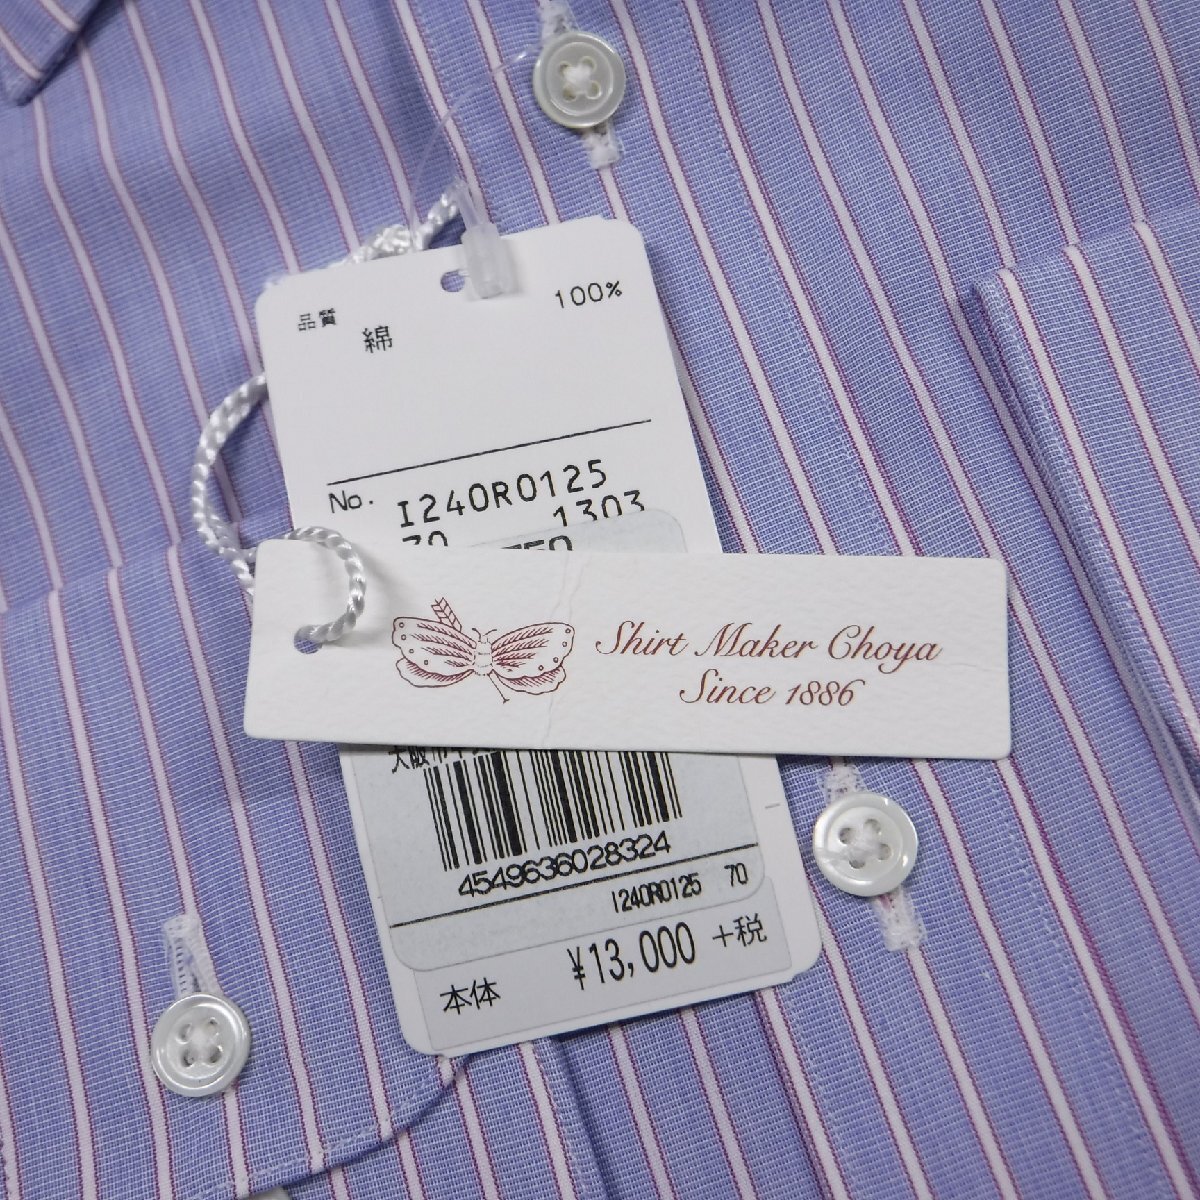 品質
綿 100%
No. I240R0125
1303
70
Shirt Maker Choya
Since 1886
4549636028324
I240R0125 70
本体 ¥13,000 +税